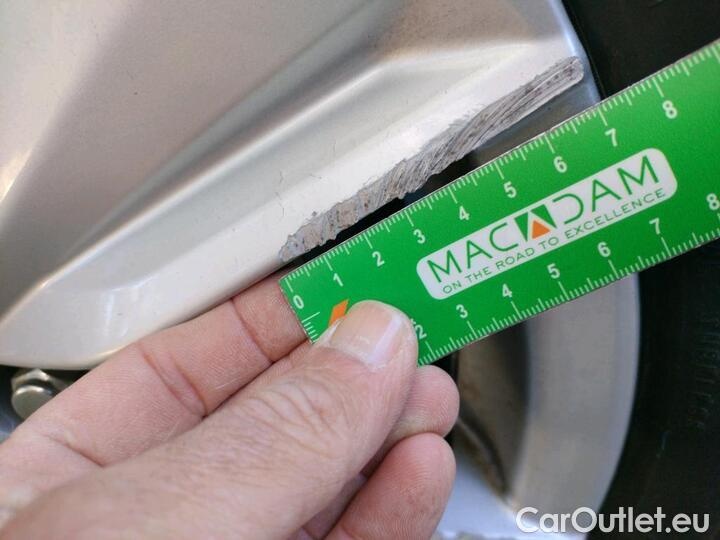 0 1 2 3 4 5 6 7 8
MACADAM
ON THE ROAD TO EXCELLENCE
2 3 4 5 6 7 8
CarOutlet.eu